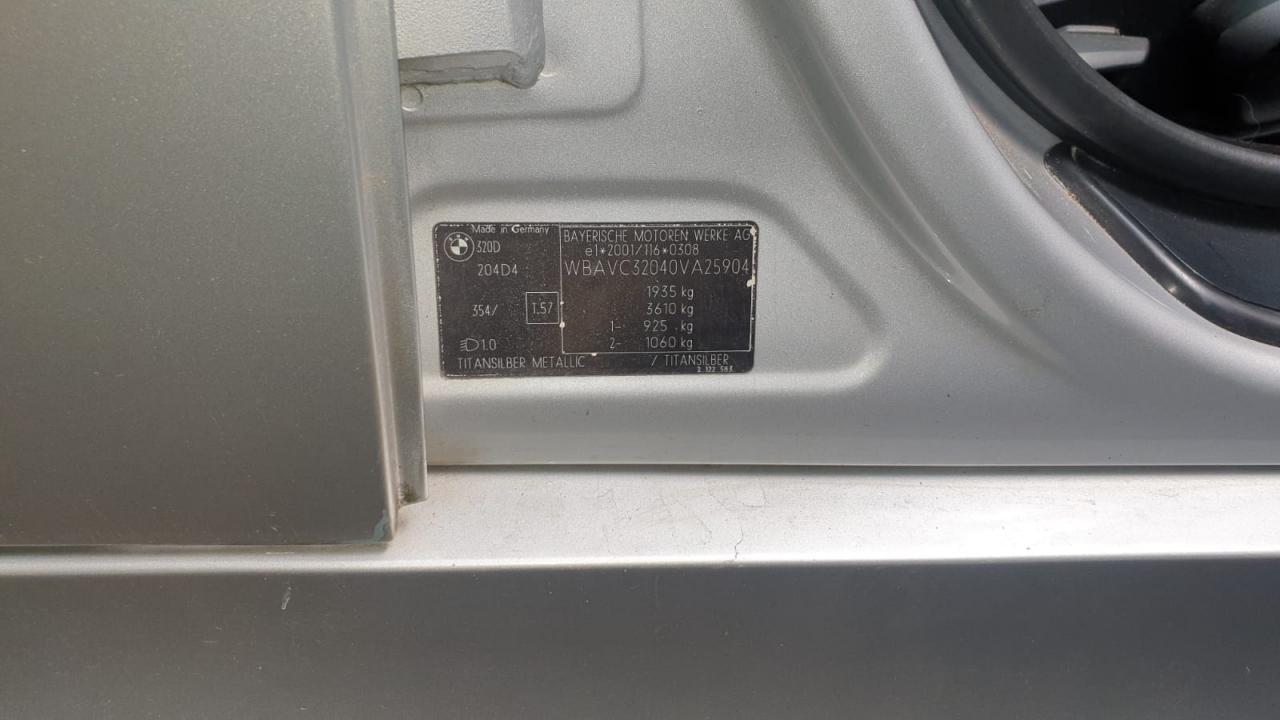 Made in Germany
320D
204D4
354/
1.57
1.0
BAYERISCHE MOTOREN WERKE AG
e1*2001/116*0308
WBAVC32040VA25904
1935 kg
3610 kg
1- 925 kg
2- 1060 kg
TITANSILBER METALLIC / TITANSILBER